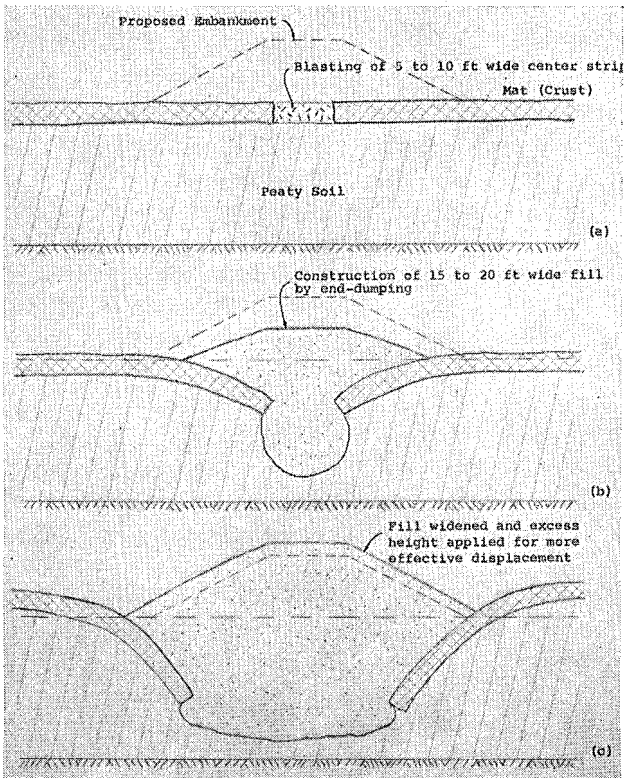 Proposed Embankment
Blasting of 5 to 10 ft wide center strip
Mat (Crust)
Peaty Soil
(a)
Construction of 15 to 20 ft wide fill
by end-dumping
(b)
Fill widened and excess
height applied for more
effective displacement
(c)